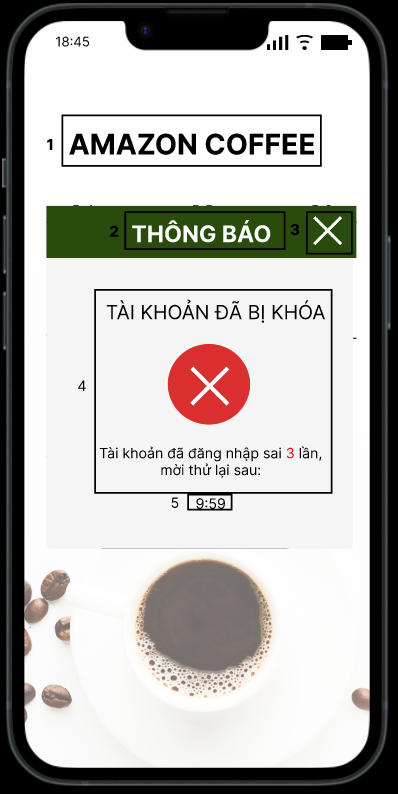 18:45
1 AMAZON COFFEE
2 THÔNG BÁO 3
TÀI KHOẢN ĐÃ BỊ KHÓA
4
Tài khoản đã đăng nhập sai 3 lần,
mời thử lại sau:
5 9:59